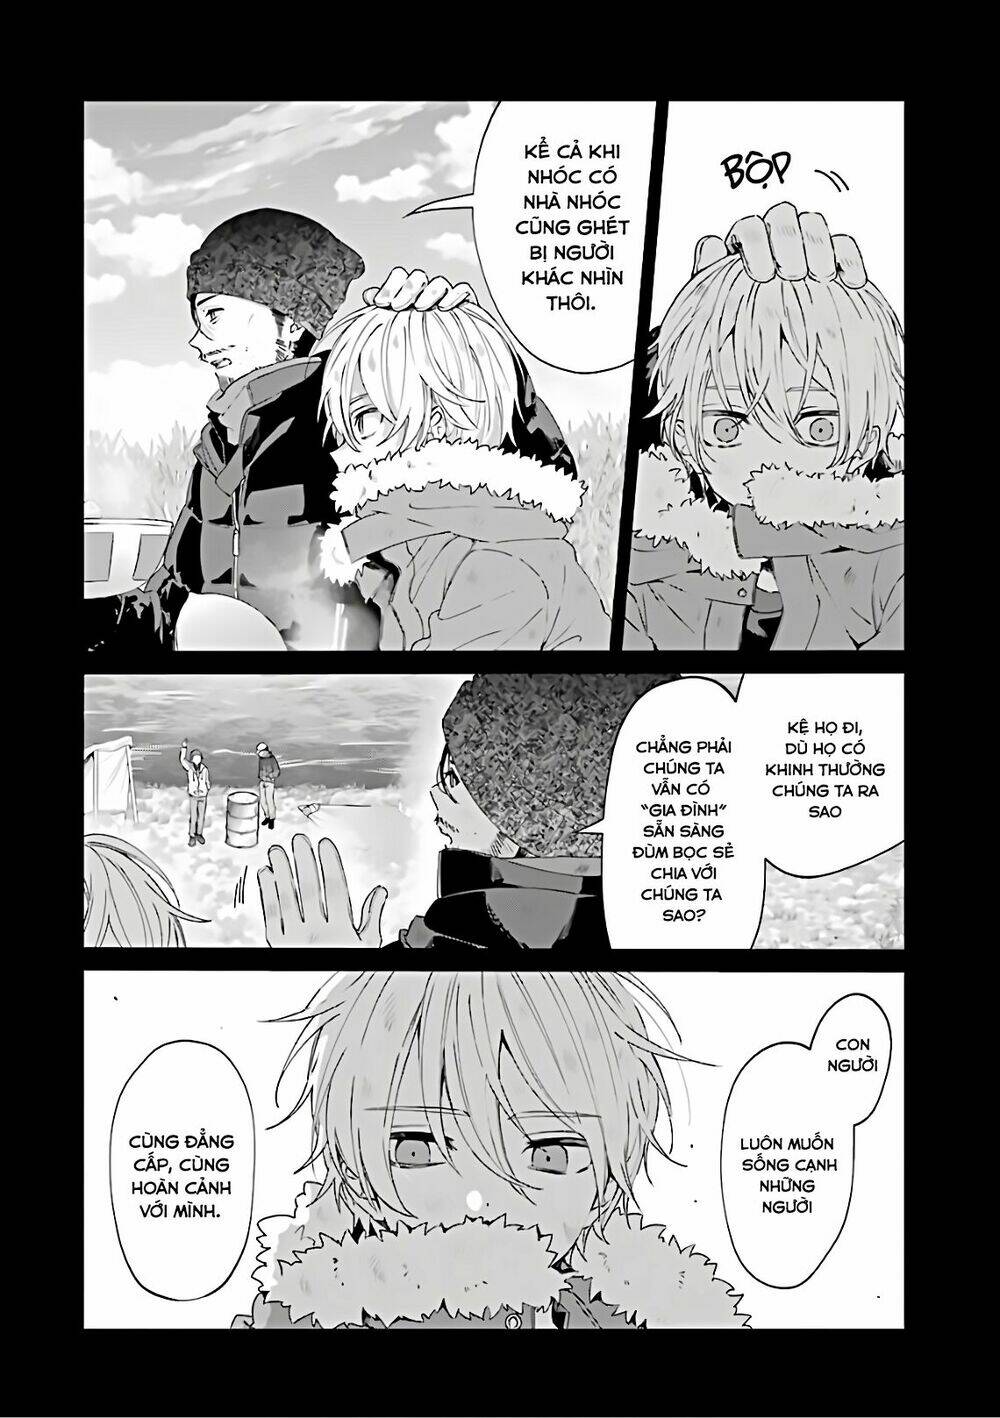 BỘP
KỂ CẢ KHI
NHÓC CÓ
NHÀ NHÓC
CŨNG GHÉT
BỊ NGƯỜI
KHÁC NHÌN
THÔI.
KỆ HỌ ĐI,
DÙ HỌ CÓ
KHINH THƯỜNG
CHÚNG TA RA
SAO
CHẲNG PHẢI
CHÚNG TA
VẪN CÓ
"GIA ĐÌNH"
SẴN SÀNG
ĐÙM BỌC SẺ
CHIA VỚI
CHÚNG TA
SAO?
CON
NGƯỜI
LUÔN MUỐN
SỐNG CẠNH
NHỮNG
NGƯỜI
CÙNG ĐẲNG
CẤP, CÙNG
HOÀN CẢNH
VỚI MÌNH.